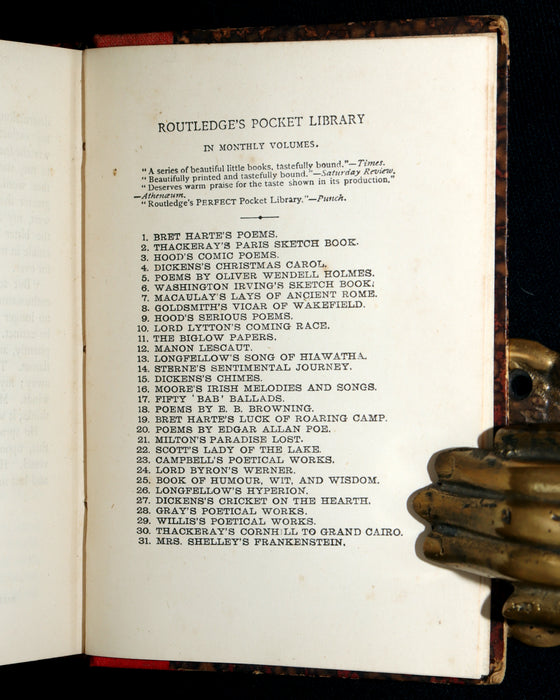 ROUTLEDGE'S POCKET LIBRARY
IN MONTHLY VOLUMES.
"A series of beautiful little books, tastefully bound."—Times.
"Beautifully printed and tastefully bound."—Saturday Review.
"Deserves warm praise for the taste shown in its production."
—Athenæum.
"Routledge's PERFECT Pocket Library."—Punch.
1. BRET HARTE'S POEMS.
2. THACKERAY'S PARIS SKETCH BOOK.
3. HOOD'S COMIC POEMS.
4. DICKENS'S CHRISTMAS CAROL.
5. POEMS BY OLIVER WENDELL HOLMES.
6. WASHINGTON IRVING'S SKETCH BOOK.
7. MACAULAY'S LAYS OF ANCIENT ROME.
8. GOLDSMITH'S VICAR OF WAKEFIELD.
9. HOOD'S SERIOUS POEMS.
10. LORD LYTTON'S COMING RACE.
11. THE BIGLOW PAPERS.
12. MANON LESCAUT.
13. LONGFELLOW'S SONG OF HIAWATHA.
14. STERNE'S SENTIMENTAL JOURNEY.
15. DICKENS'S CHIMES.
16. MOORE'S IRISH MELODIES AND SONGS.
17. FIFTY 'BAB' BALLADS.
18. POEMS BY E. B. BROWNING.
19. BRET HARTE'S LUCK OF ROARING CAMP.
20. POEMS BY EDGAR ALLAN POE.
21. MILTON'S PARADISE LOST.
22. SCOTT'S LADY OF THE LAKE.
23. CAMPBELL'S POETICAL WORKS.
24. LORD BYRON'S WERNER.
25. BOOK OF HUMOUR, WIT, AND WISDOM.
26. LONGFELLOW'S HYPERION.
27. DICKENS'S CRICKET ON THE HEARTH.
28. GRAY'S POETICAL WORKS.
29. WILLIS'S POETICAL WORKS.
30. THACKERAY'S CORNHILL TO GRAND CAIRO.
31. MRS. SHELLEY'S FRANKENSTEIN.